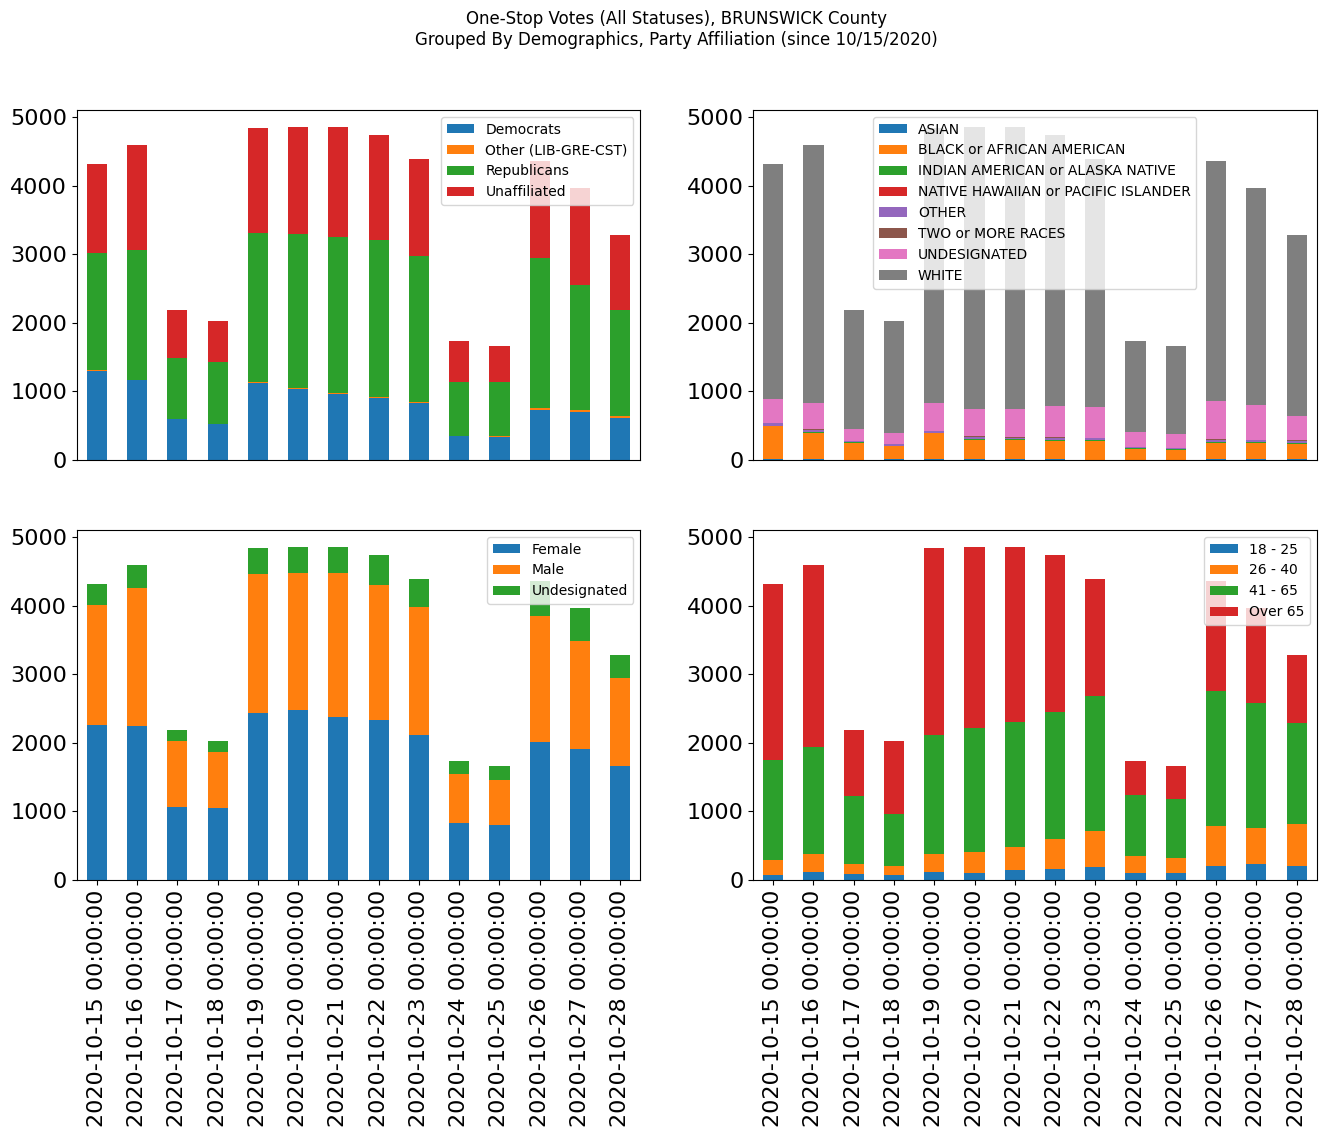 One-Stop Votes (All Statuses), BRUNSWICK County
Grouped By Demographics, Party Affiliation (since 10/15/2020)
5000
4000
3000
2000
1000
0
Democrats
Other (LIB-GRE-CST)
Republicans
Unaffiliated
5000
4000
3000
2000
1000
0
ASIAN
BLACK or AFRICAN AMERICAN
INDIAN AMERICAN or ALASKA NATIVE
NATIVE HAWAIIAN or PACIFIC ISLANDER
OTHER
TWO or MORE RACES
UNDESIGNATED
WHITE
5000
4000
3000
2000
1000
0
Female
Male
Undesignated
2020-10-15 00:00:00
2020-10-16 00:00:00
2020-10-17 00:00:00
2020-10-18 00:00:00
2020-10-19 00:00:00
2020-10-20 00:00:00
2020-10-21 00:00:00
2020-10-22 00:00:00
2020-10-23 00:00:00
2020-10-24 00:00:00
2020-10-25 00:00:00
2020-10-26 00:00:00
2020-10-27 00:00:00
2020-10-28 00:00:00
5000
4000
3000
2000
1000
0
18 - 25
26 - 40
41 - 65
Over 65
2020-10-15 00:00:00
2020-10-16 00:00:00
2020-10-17 00:00:00
2020-10-18 00:00:00
2020-10-19 00:00:00
2020-10-20 00:00:00
2020-10-21 00:00:00
2020-10-22 00:00:00
2020-10-23 00:00:00
2020-10-24 00:00:00
2020-10-25 00:00:00
2020-10-26 00:00:00
2020-10-27 00:00:00
2020-10-28 00:00:00